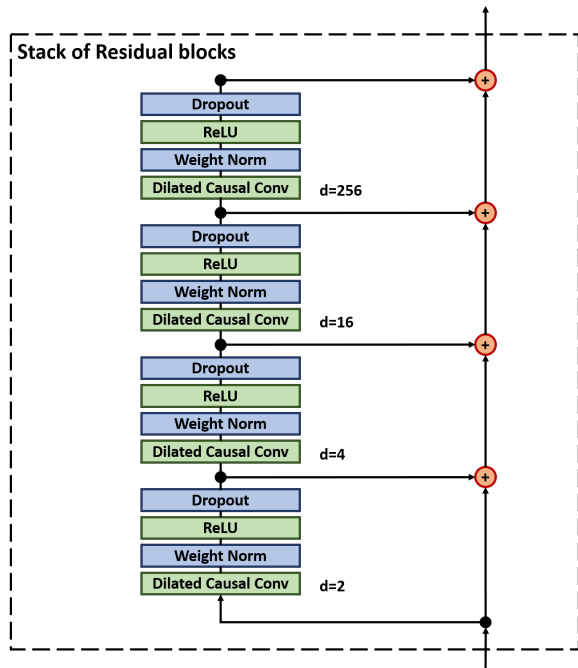 Stack of Residual blocks
+
Dropout
ReLU
Weight Norm
Dilated Causal Conv d=256
+
Dropout
ReLU
Weight Norm
Dilated Causal Conv d=16
+
Dropout
ReLU
Weight Norm
Dilated Causal Conv d=4
+
Dropout
ReLU
Weight Norm
Dilated Causal Conv d=2